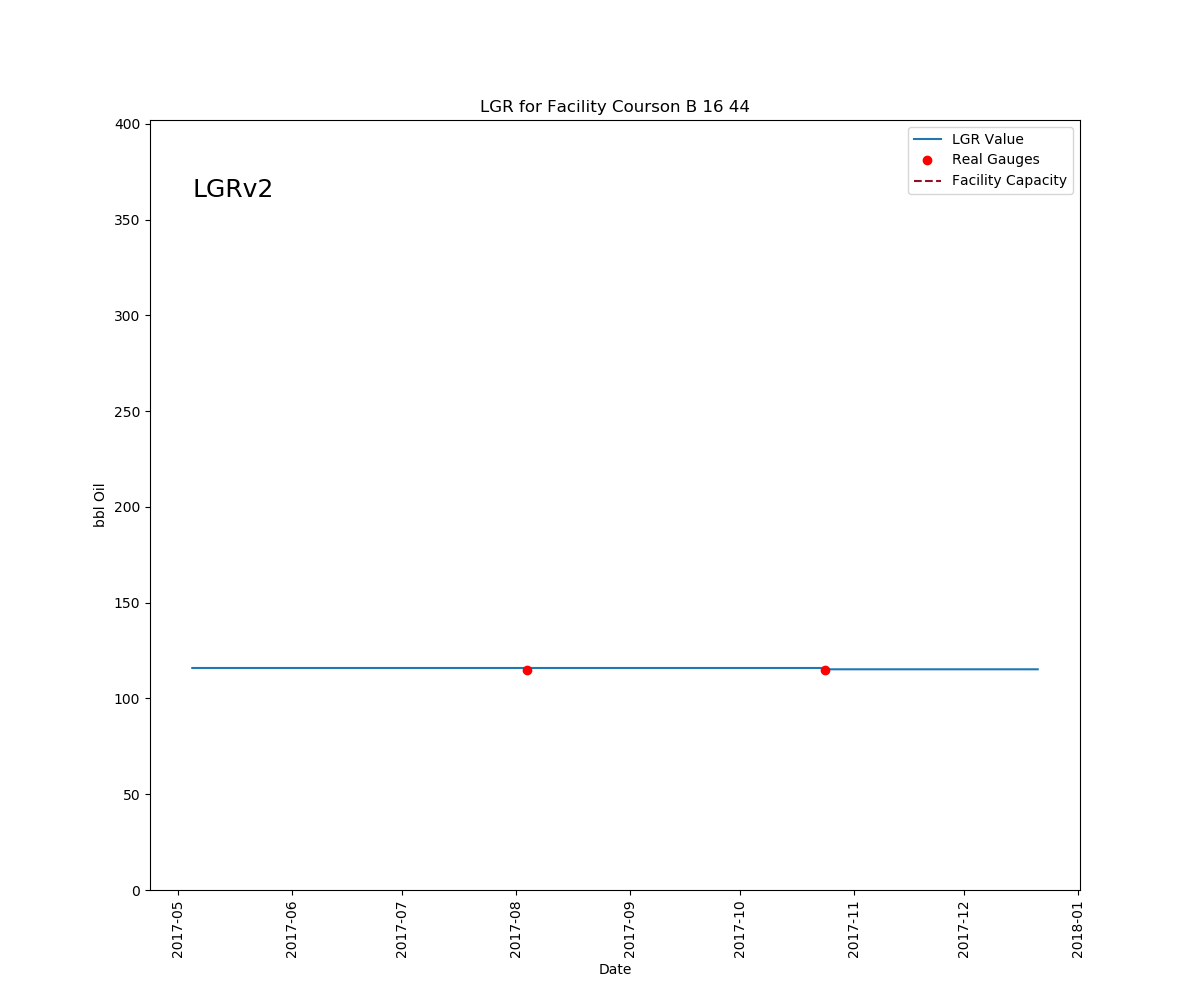 LGR for Facility Courson B 16 44
LGRv2
LGR Value
Real Gauges
Facility Capacity
400
350
300
250
200
150
100
50
0
bbl Oil
2017-05
2017-06
2017-07
2017-08
2017-09
2017-10
2017-11
2017-12
2018-01
Date